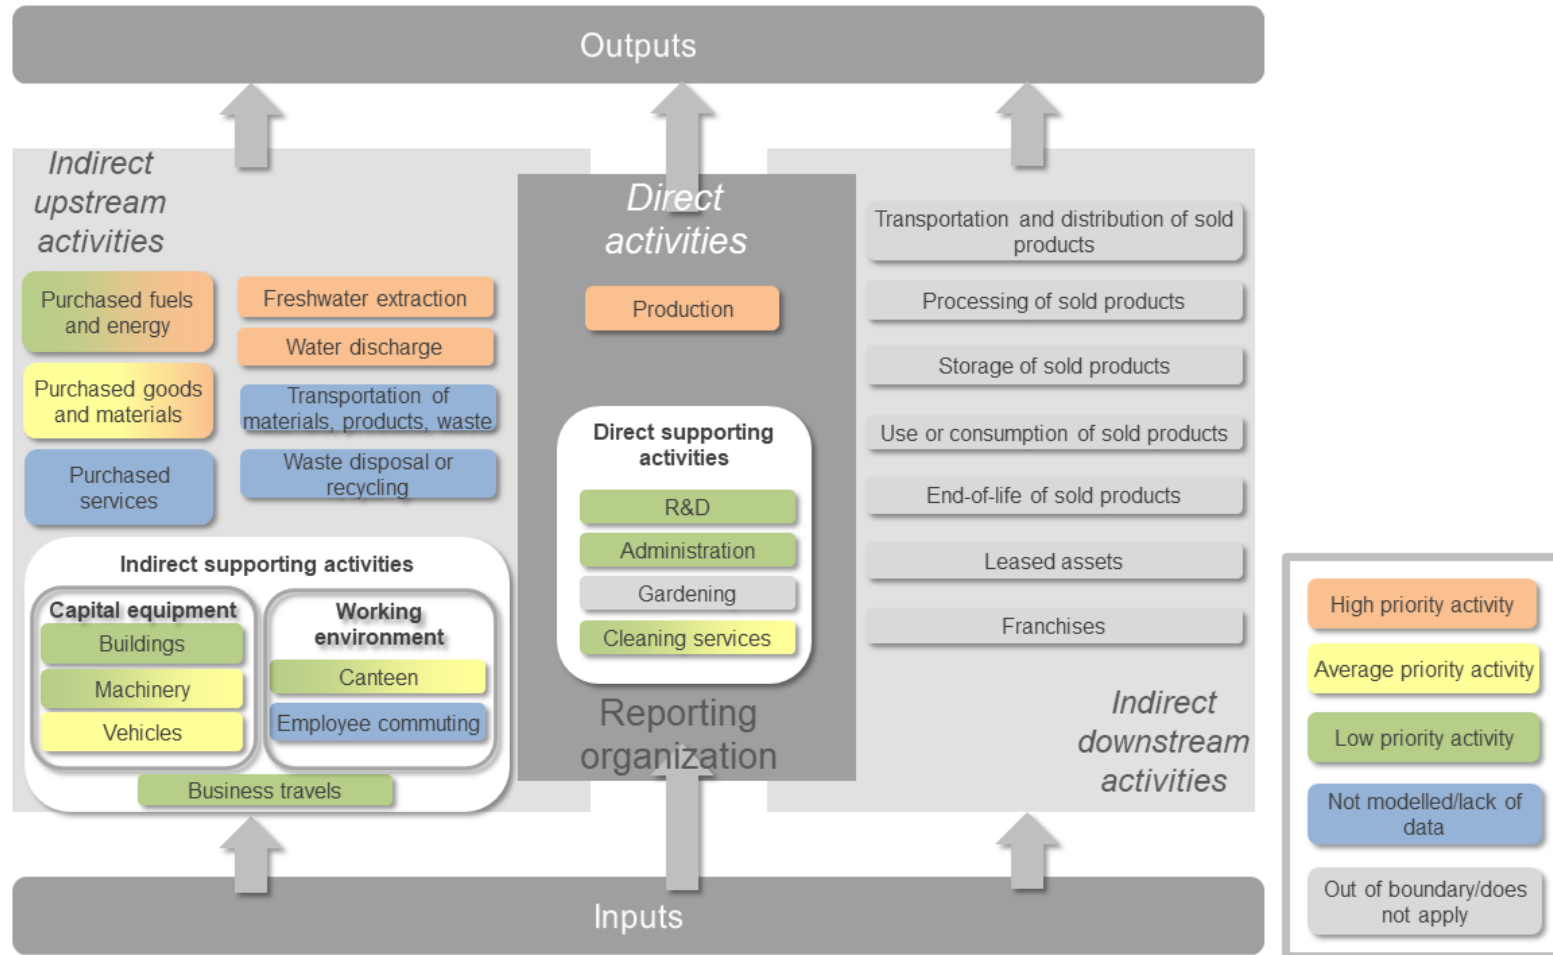 Outputs
Indirect
upstream
activities
Purchased fuels
and energy
Purchased goods
and materials
Purchased
services
Freshwater extraction
Water discharge
Transportation of
materials, products, waste
Waste disposal or
recycling
Indirect supporting activities
Capital equipment
Buildings
Machinery
Vehicles
Working
environment
Canteen
Employee commuting
Business travels
Direct
activities
Production
Direct supporting
activities
R&D
Administration
Gardening
Cleaning services
Reporting
organization
Transportation and distribution of sold
products
Processing of sold products
Storage of sold products
Use or consumption of sold products
End-of-life of sold products
Leased assets
Franchises
Indirect
downstream
activities
Inputs
High priority activity
Average priority activity
Low priority activity
Not modelled/lack of
data
Out of boundary/does
not apply